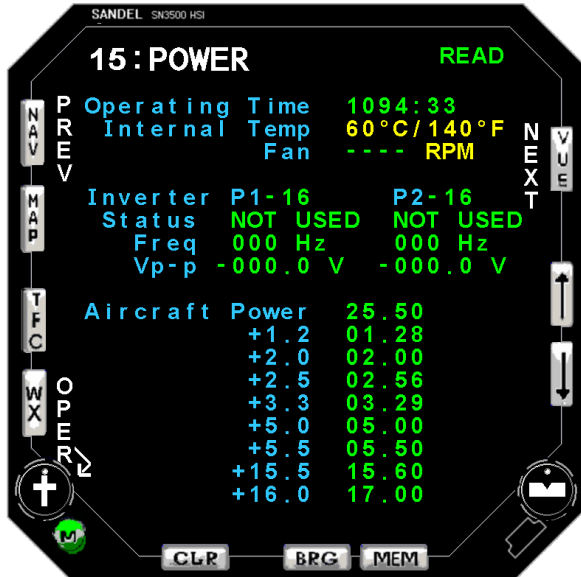 SANDEL SN3500 HSI
15:POWER READ
Operating Time 1094:33
Internal Temp 60°C/140°F
Fan ---- RPM
Inverter P1-16 P2-16
Status NOT USED NOT USED
Freq 000 Hz 000 Hz
Vp-p -000.0 V -000.0 V
Aircraft Power 25.50
+1.2 01.28
+2.0 02.00
+2.5 02.56
+3.3 03.29
+5.0 05.00
+5.5 05.50
+15.5 15.60
+16.0 17.00
NAV
PREV
MAP
TFC
WX
OPER
NEXT
VUE
M
CLR BRG MEM